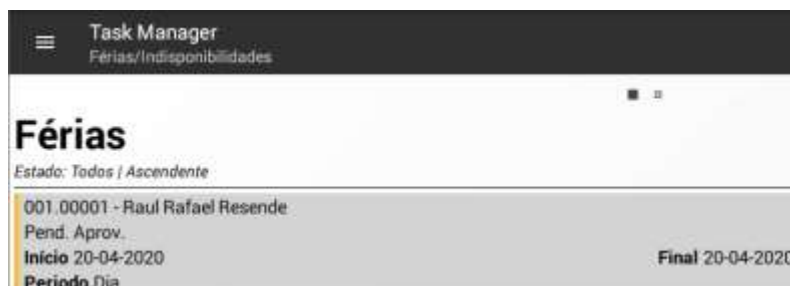 Task Manager
Férias/Indisponibilidades
Férias
Estado: Todos | Ascendente
001.00001 - Raul Rafael Resende
Pend. Aprov.
Início 20-04-2020 Final 20-04-2020
Periodo Dia